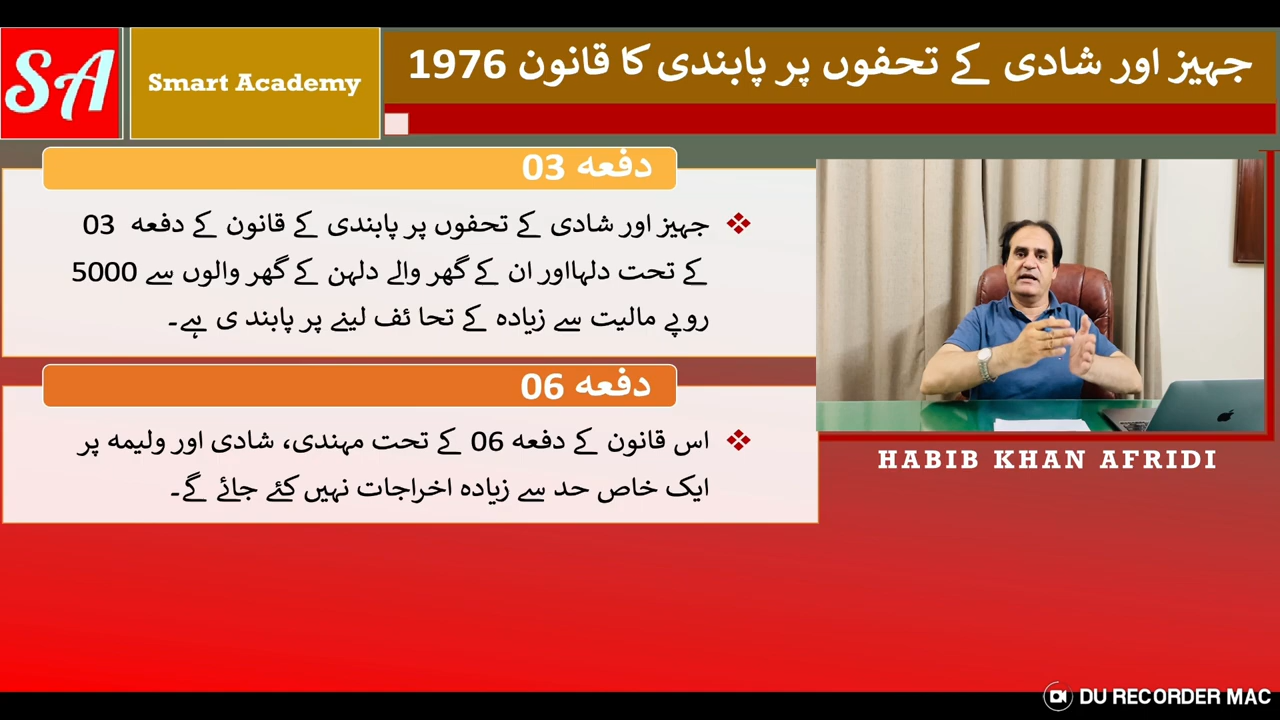 SA
Smart Academy
جہیز اور شادی کے تحفوں پر پابندی کا قانون 1976
دفعہ 03
جہیز اور شادی کے تحفوں پر پابندی کے قانون کے دفعہ 03
کے تحت دلہااور ان کے گھر والے دلہن کے گھر والوں سے 5000
روپے مالیت سے زیادہ کے تحا ئف لینے پر پابند ی ہے۔
دفعہ 06
اس قانون کے دفعہ 06 کے تحت مہندی، شادی اور ولیمہ پر
ایک خاص حد سے زیادہ اخراجات نہیں کئے جائے گے۔
HABIB KHAN AFRIDI
DU RECORDER MAC